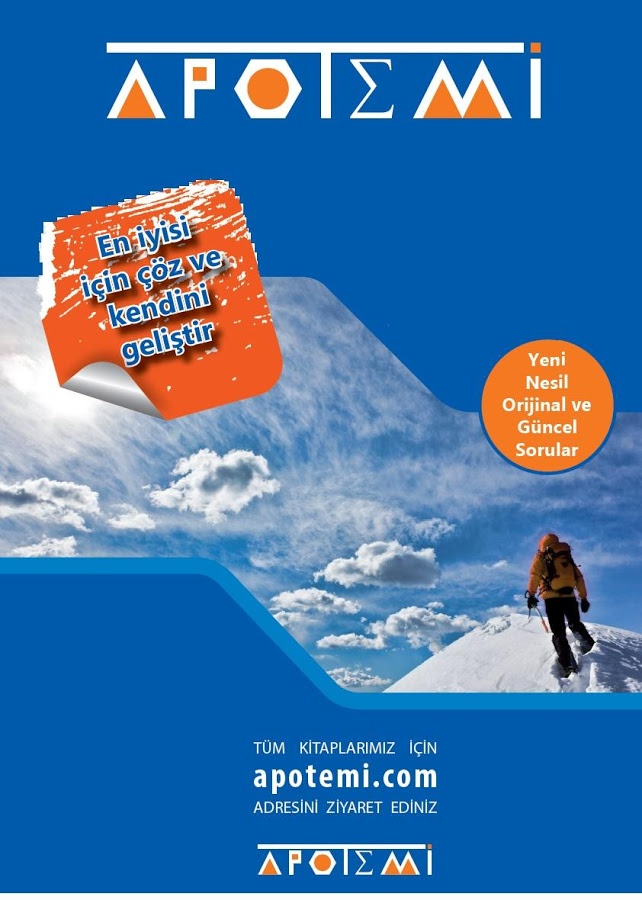 APOTEMİ
En iyisi
için çöz ve
kendini
geliştir
Yeni
Nesil
Orijinal ve
Güncel
Sorular
TÜM KİTAPLARIMIZ İÇİN
apotemi.com
ADRESİNİ ZİYARET EDİNİZ
APOTEMİ